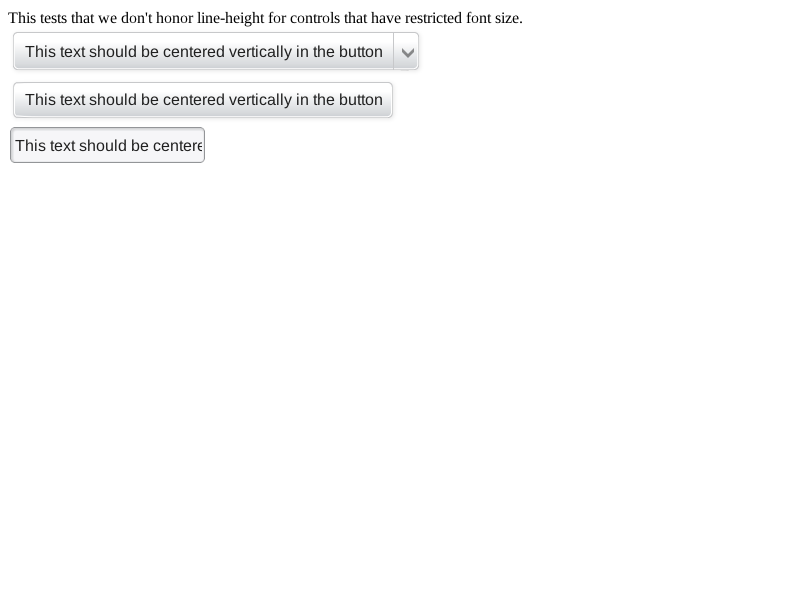 This tests that we don't honor line-height for controls that have restricted font size.
This text should be centered vertically in the button
This text should be centered vertically in the button
This text should be centere